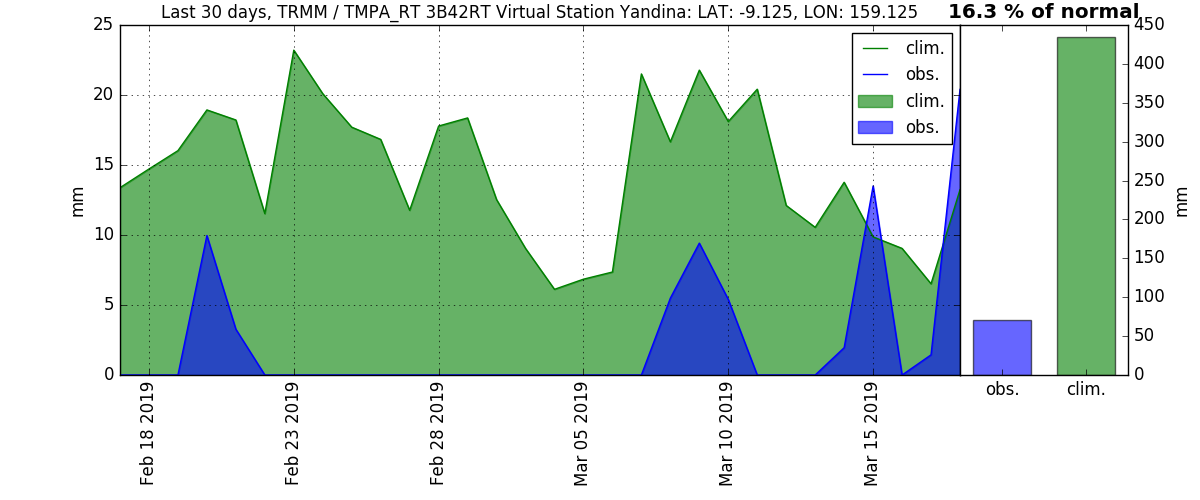 Last 30 days, TRMM / TMPA_RT 3B42RT Virtual Station Yandina: LAT: -9.125, LON: 159.125
16.3 % of normal
25
20
15
10
5
0
mm
clim.
obs.
clim.
obs.
450
400
350
300
250
200
150
100
50
0
mm
obs.
clim.
Feb 18 2019
Feb 23 2019
Feb 28 2019
Mar 05 2019
Mar 10 2019
Mar 15 2019